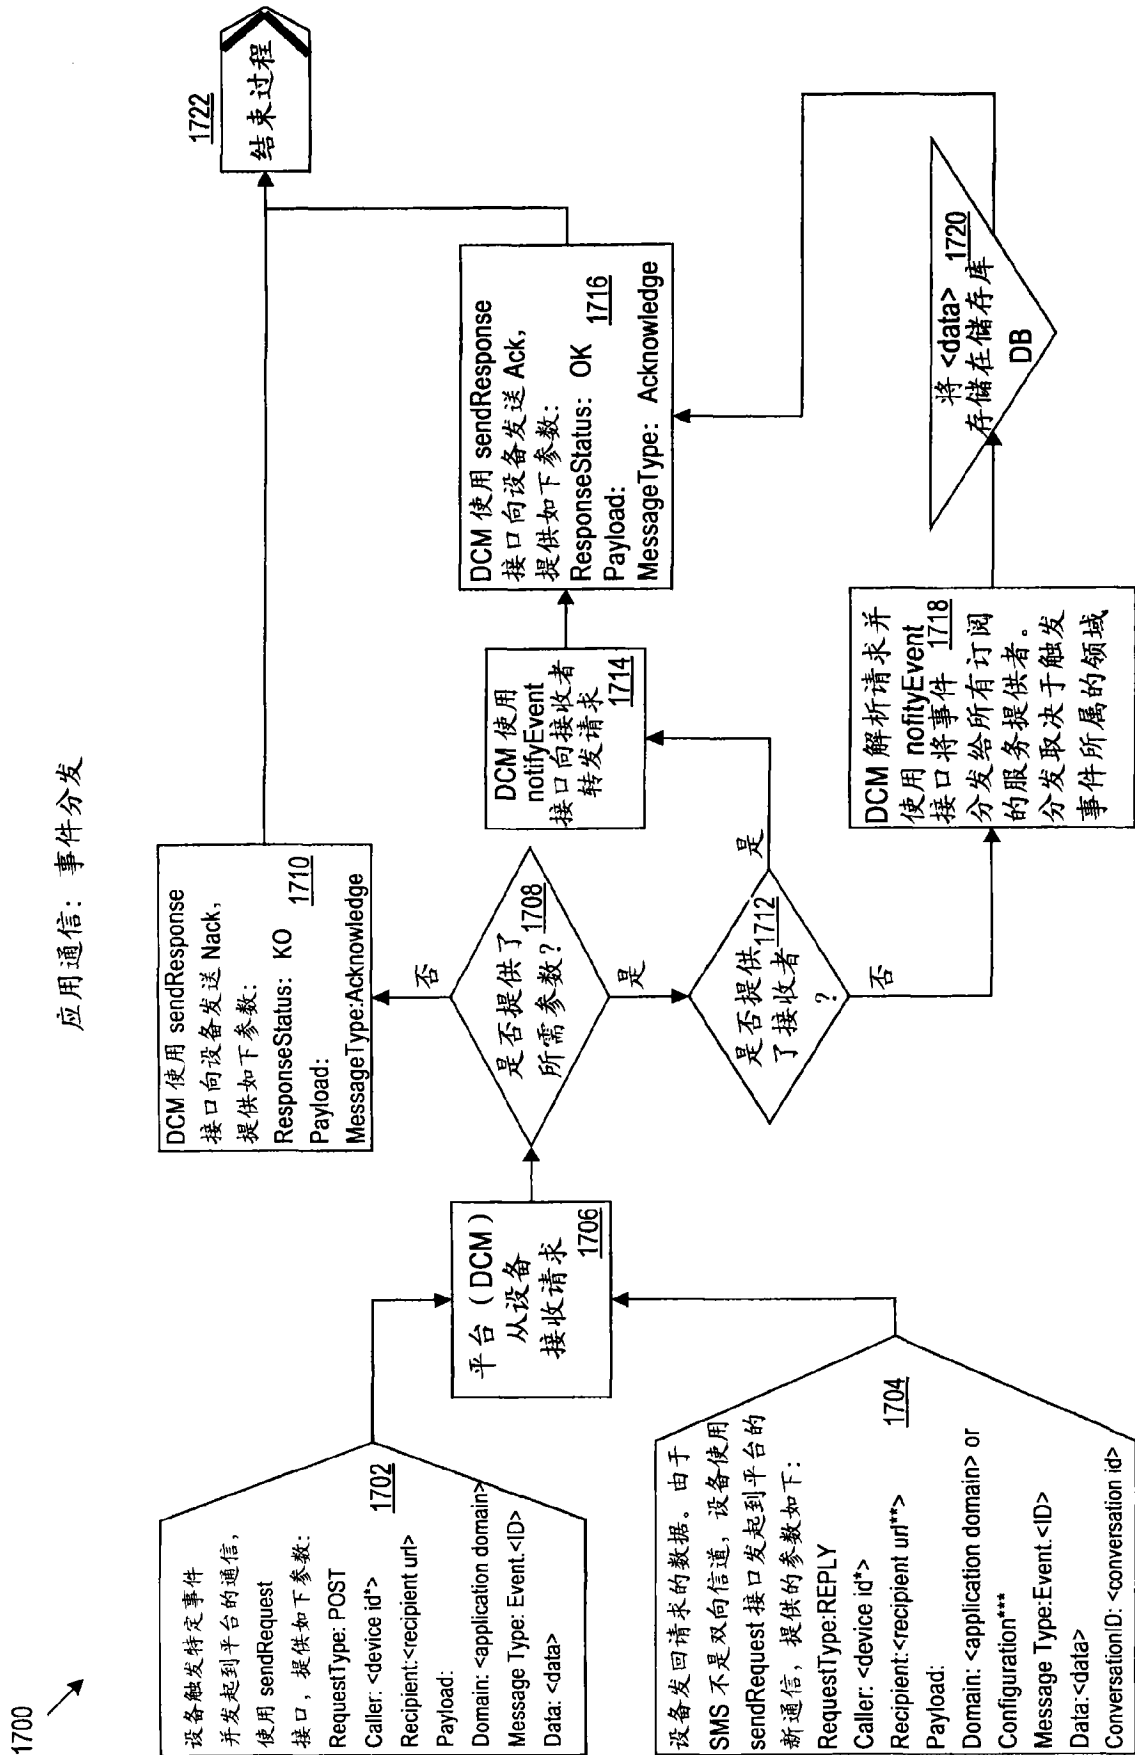 1700
应用通信：事件分发
设备触发特定事件
并发起到平台的通信，
使用 sendRequest
接口，提供如下参数：
RequestType: POST
Caller: <device id*>
Recipient:<recipient url>
Payload:
Domain: <application domain>
Message Type: Event.<ID>
Data: <data>
1702
设备发回请求的数据。由于
SMS 不是双向信道，设备使用
sendRequest 接口发起到平台的
新通信，提供的参数如下：
RequestType:REPLY
Caller: <device id*>
Recipient:<recipient url**>
Payload:
Domain: <application domain> or
Configuration***
Message Type:Event.<ID>
Data:<data>
ConversationID: <conversation id>
1704
平台（DCM）
从设备
接收请求
1706
是否提供了
所需参数？
1708
否
是
DCM 使用 sendResponse
接口向设备发送 Nack，
提供如下参数：
ResponseStatus: KO
1710
Payload:
MessageType:Acknowledge
是否提供
了接收者
？
1712
是
否
DCM 使用
notifyEvent
接口向接收者
转发请求
1714
DCM 使用 sendResponse
接口向设备发送 Ack，
提供如下参数：
ResponseStatus: OK
1716
Payload:
MessageType: Acknowledge
DCM 解析请求并
使用 nofityEvent
接口将事件
1718
分发给所有订阅
的服务提供者。
分发取决于触发
事件所属的领域
将 <data>
1720
存储在储存库
DB
1722
结束过程